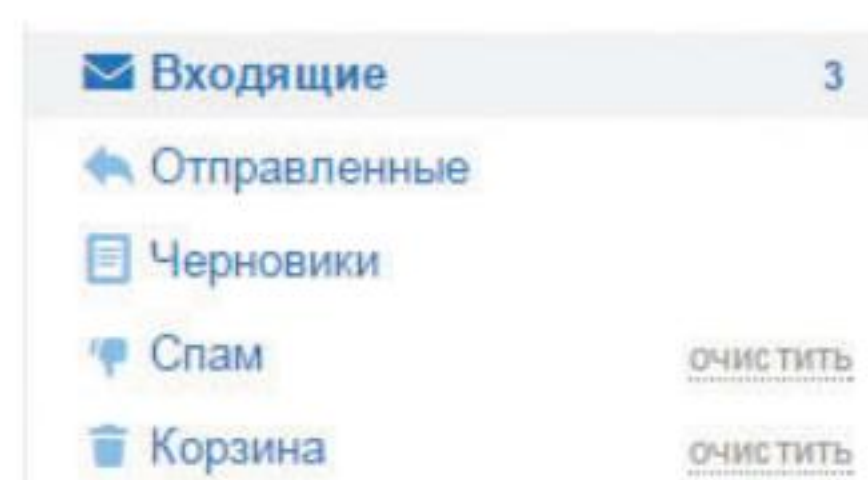 Входящие 3
Отправленные
Черновики
Спам очистить
Корзина очистить